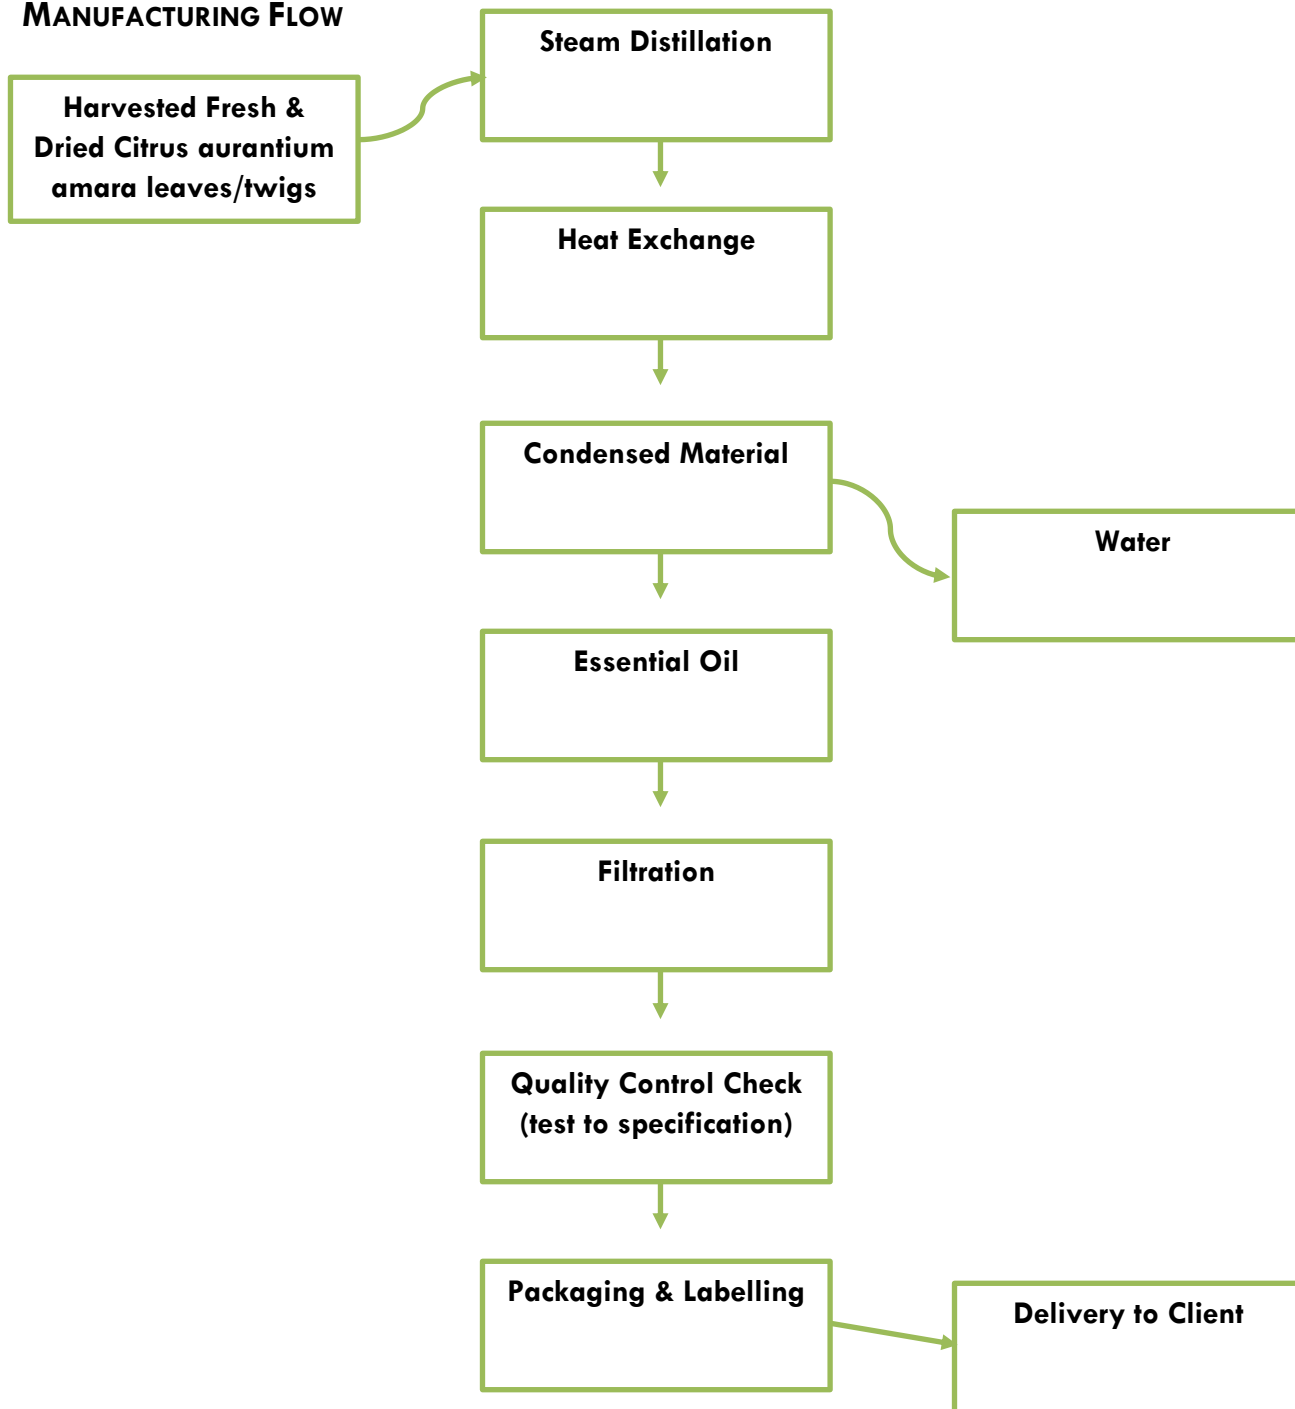 MANUFACTURING FLOW
Steam Distillation
Harvested Fresh &
Dried Citrus aurantium
amara leaves/twigs
Heat Exchange
Condensed Material
Water
Essential Oil
Filtration
Quality Control Check
(test to specification)
Packaging & Labelling
Delivery to Client